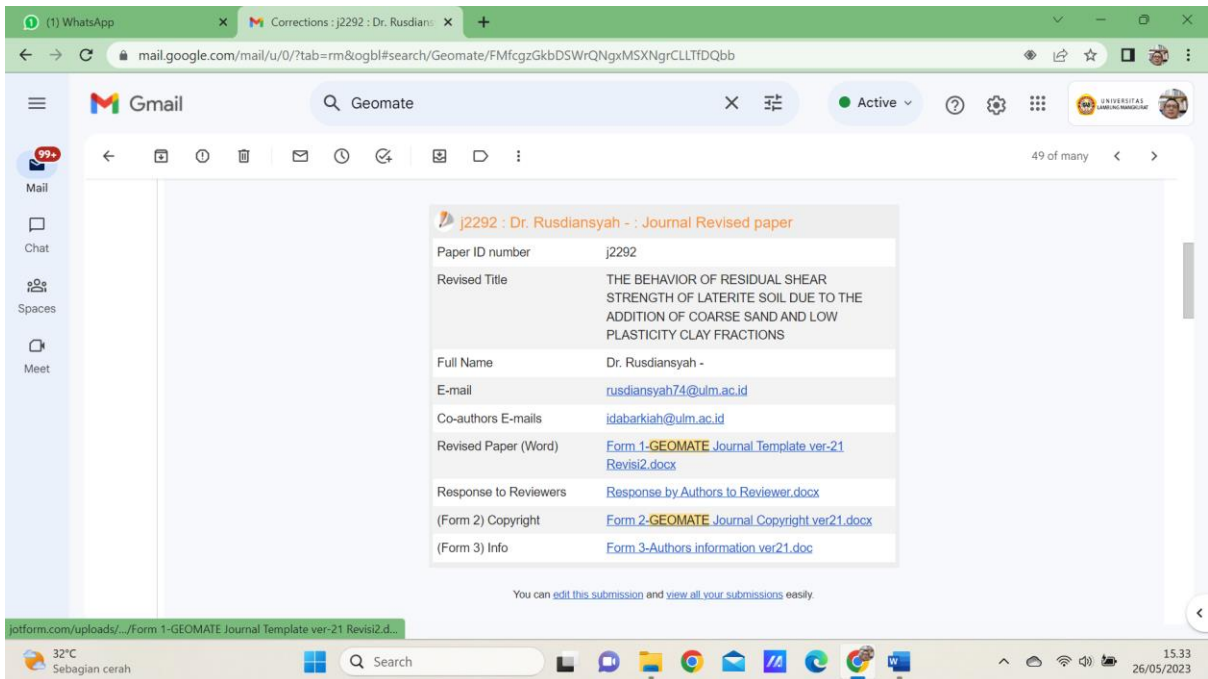 (1) WhatsApp
Corrections : j2292 : Dr. Rusdians
mail.google.com/mail/u/0/?tab=rm&ogbl#search/Geomate/FMfcgzGkbDSWrQNgxMSXNgrCLLTfDQbb
Gmail
Geomate
Active
UNIVERSITAS
LAMBUNG MANGKURAT
99+
49 of many
Mail
Chat
Spaces
Meet
j2292 : Dr. Rusdiansyah - : Journal Revised paper
Paper ID number j2292
Revised Title THE BEHAVIOR OF RESIDUAL SHEAR
STRENGTH OF LATERITE SOIL DUE TO THE
ADDITION OF COARSE SAND AND LOW
PLASTICITY CLAY FRACTIONS
Full Name Dr. Rusdiansyah -
E-mail rusdiansyah74@ulm.ac.id
Co-authors E-mails idabarkiah@ulm.ac.id
Revised Paper (Word) Form 1-GEOMATE Journal Template ver-21
Revisi2.docx
Response to Reviewers Response by Authors to Reviewer.docx
(Form 2) Copyright Form 2-GEOMATE Journal Copyright ver21.docx
(Form 3) Info Form 3-Authors information ver21.doc
You can edit this submission and view all your submissions easily.
jotform.com/uploads/.../Form 1-GEOMATE Journal Template ver-21 Revisi2.d...
32°C
Sebagian cerah
Search
15.33
26/05/2023